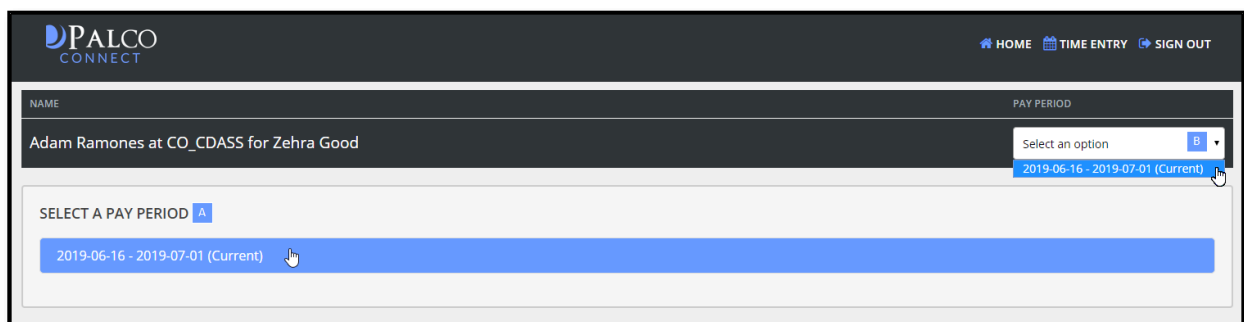 PALCO
CONNECT
HOME TIME ENTRY SIGN OUT
NAME PAY PERIOD
Adam Ramones at CO_CDASS for Zehra Good
Select an option B
2019-06-16 - 2019-07-01 (Current)
SELECT A PAY PERIOD A
2019-06-16 - 2019-07-01 (Current)